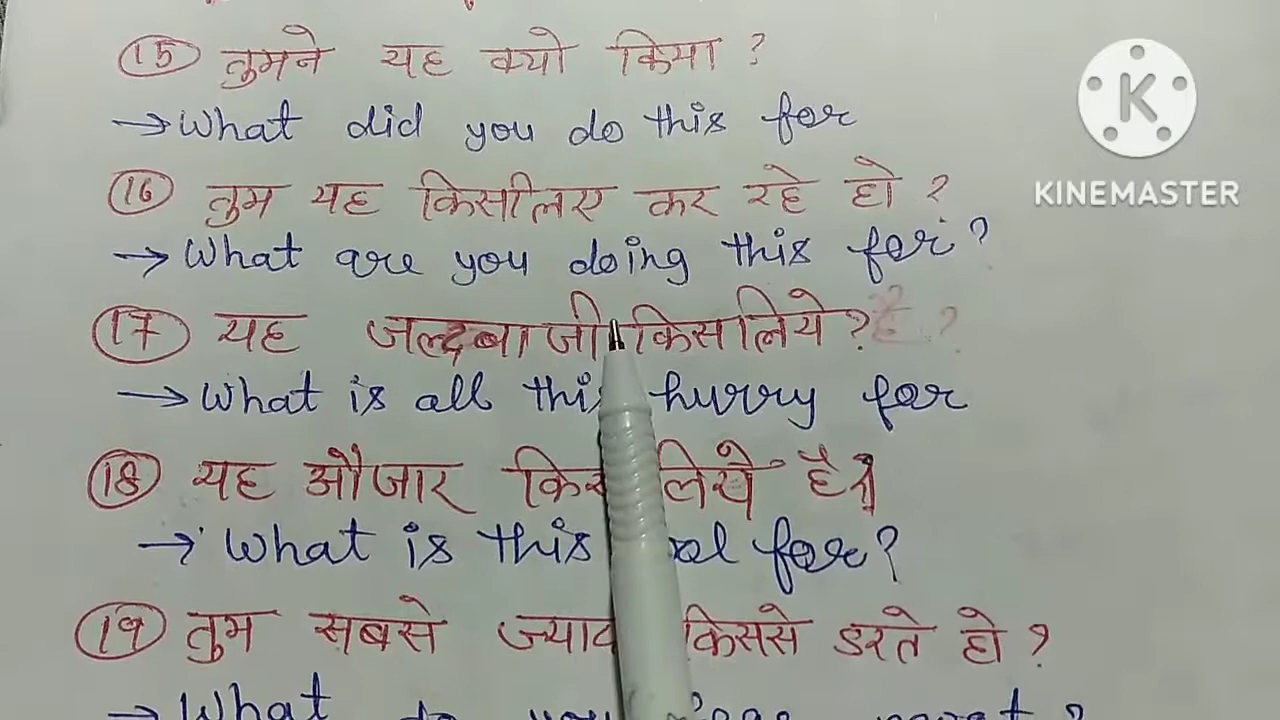 (15) तुमने यह क्यो किया ?
→ What did you do this for
(16) तुम यह किसलिए कर रहे हो ?
→ What are you doing this for ?
(17) यह जल्दबाजी किसलिये ?
→ What is all this hurry for
(18) यह औजार किसलिये है
→ What is this for ?
(19) तुम सबसे किससे डरते हो ?
→ What you ?
K
KINEMASTER